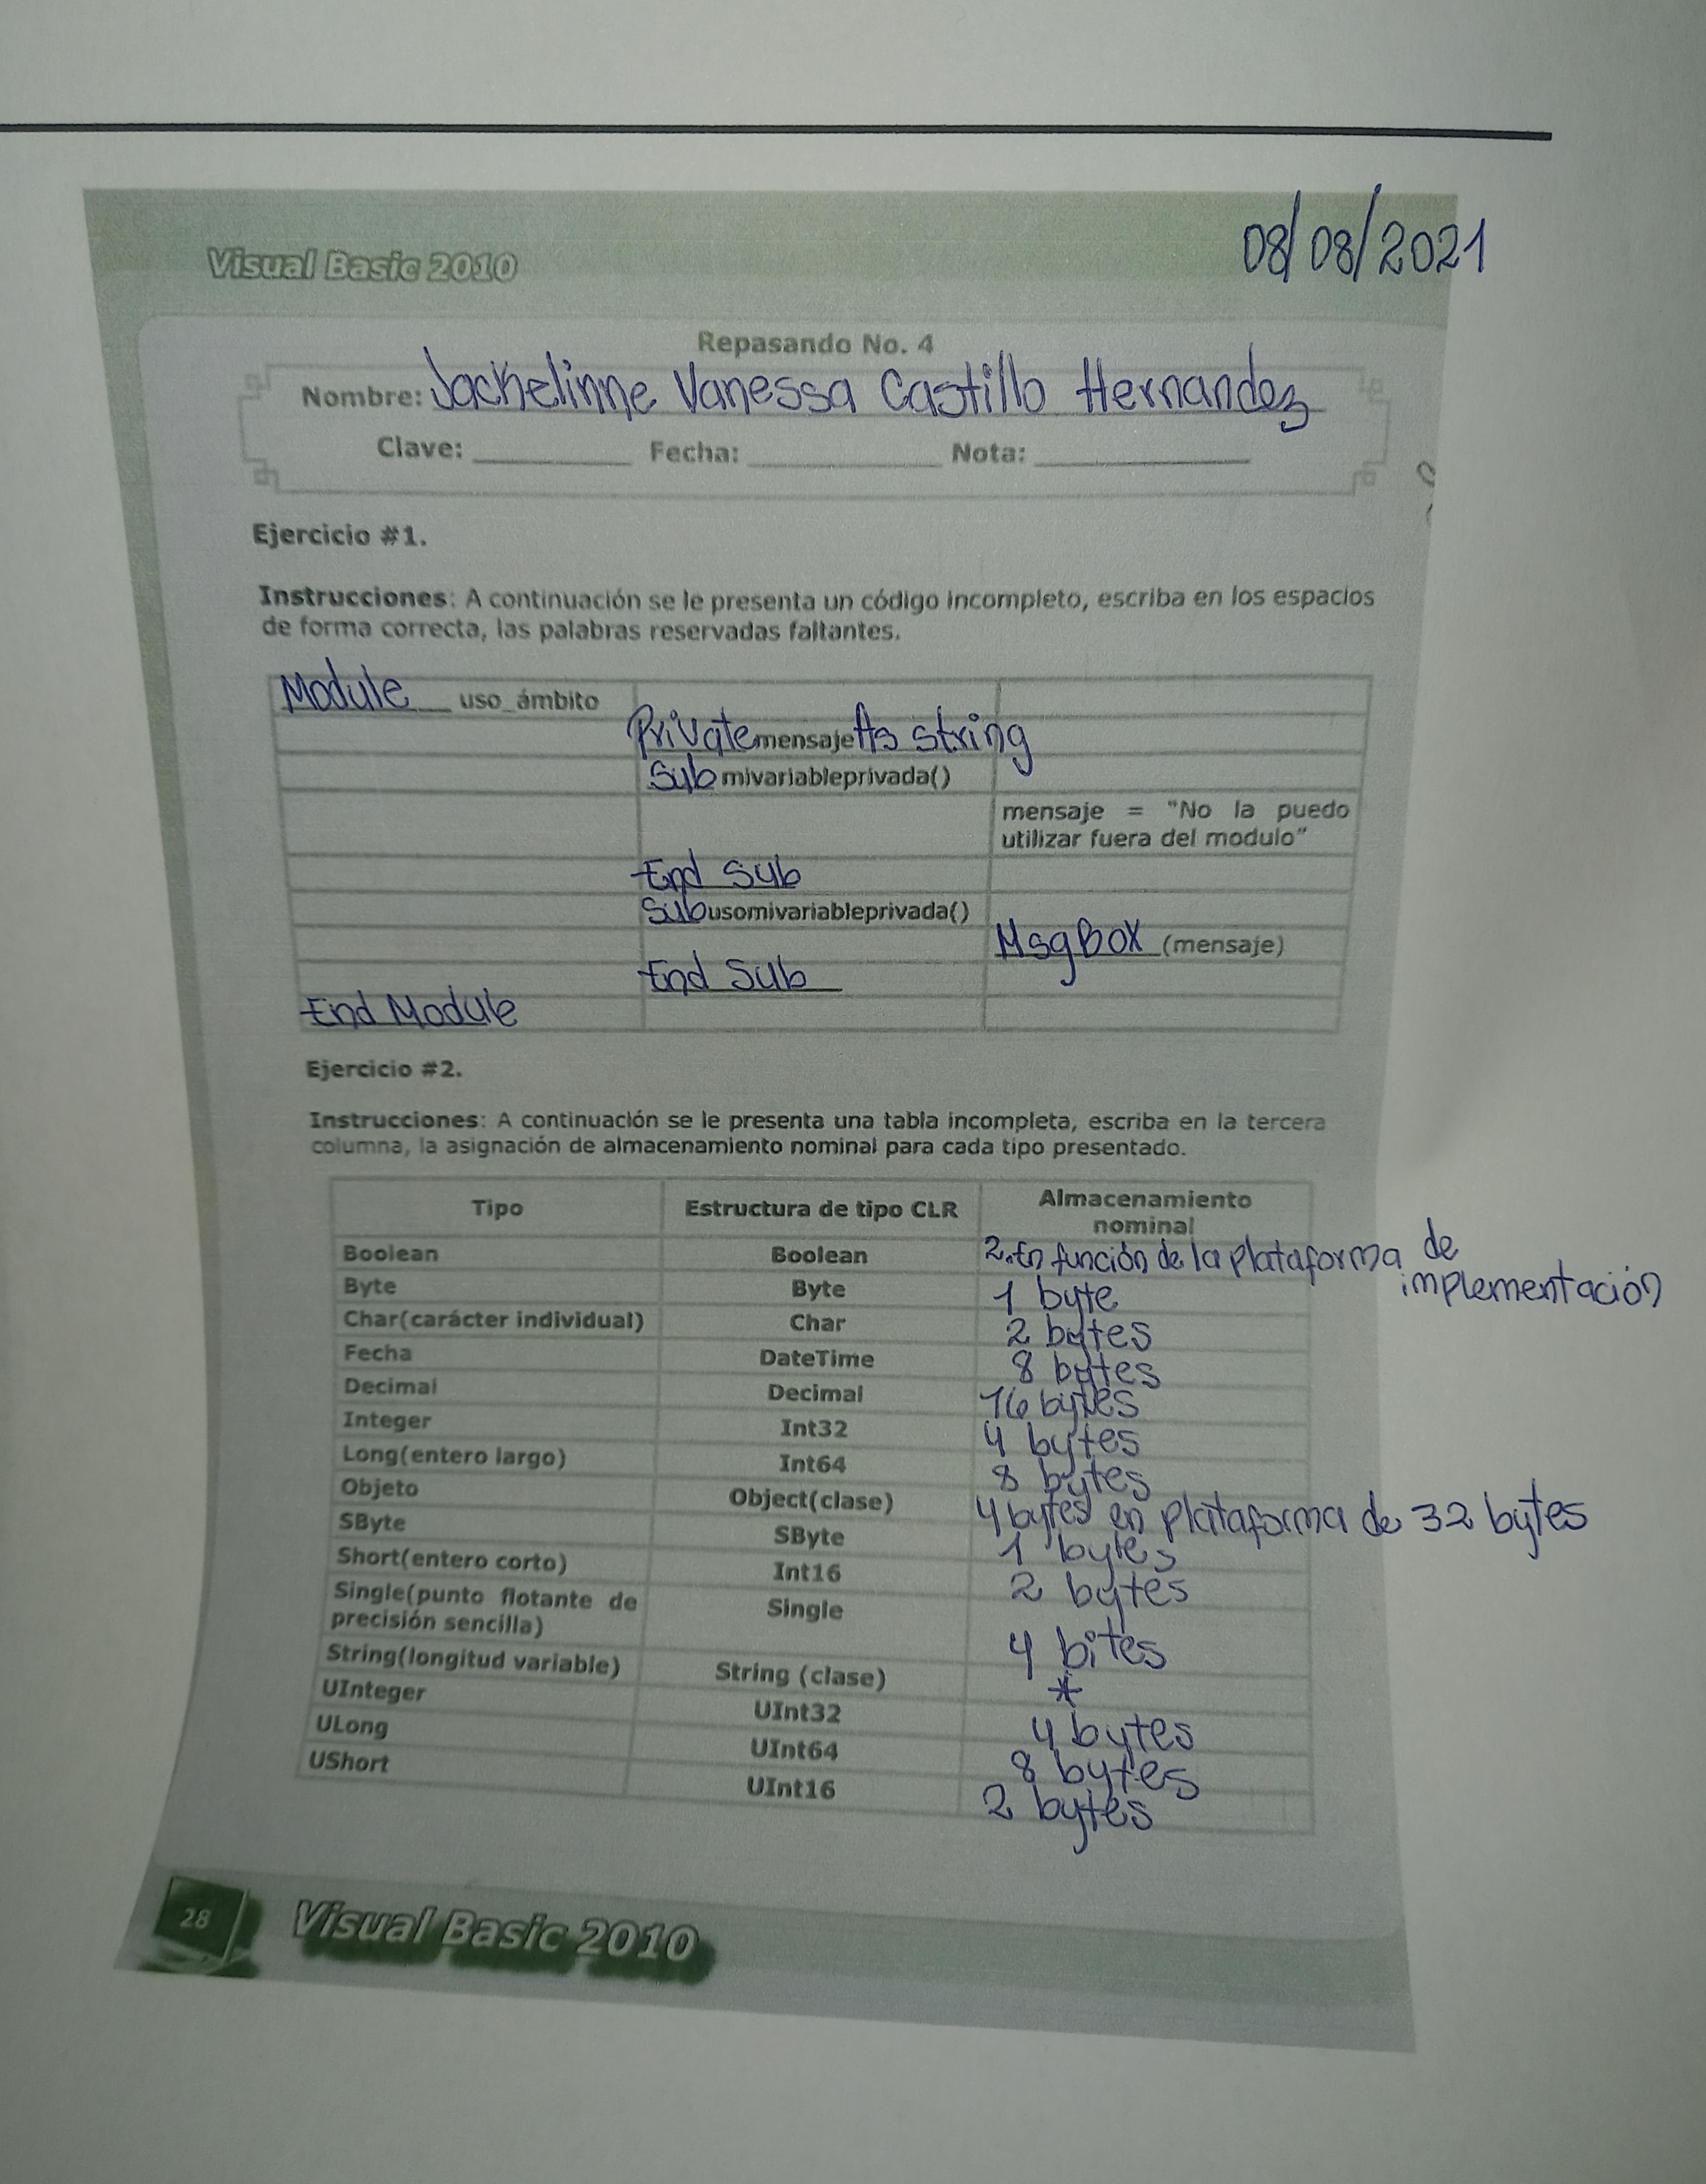 08/08/2021
Visual Basic 2010
Repasando No. 4
Nombre: Jackelinne Vanessa Castillo Hernandez
Clave: __________ Fecha: ____________ Nota: _____________
Ejercicio #1.
Instrucciones: A continuación se le presenta un código incompleto, escriba en los espacios
de forma correcta, las palabras reservadas faltantes.
Module uso_ámbito
Private mensaje As string
Sub mivariableprivada()
mensaje = "No la puedo
utilizar fuera del modulo"
End Sub
Sub usomivariableprivada()
MsgBox (mensaje)
End Sub
End Module
Ejercicio #2.
Instrucciones: A continuación se le presenta una tabla incompleta, escriba en la tercera
columna, la asignación de almacenamiento nominal para cada tipo presentado.
Tipo Estructura de tipo CLR Almacenamiento
nominal
Boolean Boolean 2. En función de la plataforma de
implementación
Byte Byte 1 byte
Char(carácter individual) Char 2 bytes
Fecha DateTime 8 bytes
Decimal Decimal 16 bytes
Integer Int32 4 bytes
Long(entero largo) Int64 8 bytes
Objeto Object(clase) 4 bytes en plataforma de 32 bytes
SByte SByte 1 bytes
Short(entero corto) Int16 2 bytes
Single(punto flotante de
precisión sencilla) Single 4 bites
String(longitud variable) String (clase) *
UInteger UInt32 4 bytes
ULong UInt64 8 bytes
UShort UInt16 2 bytes
28 Visual Basic 2010